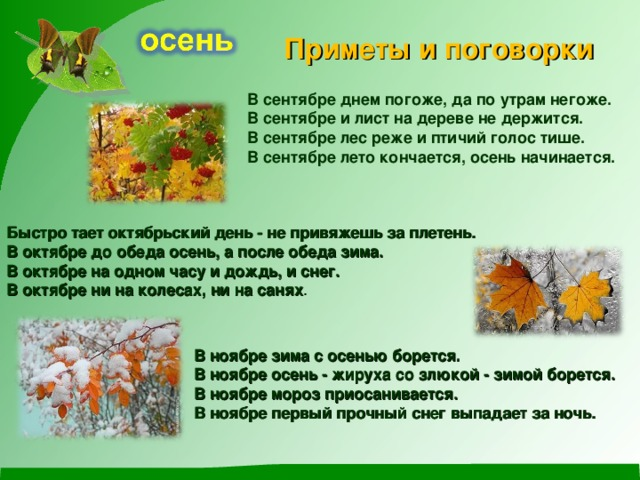 осень
Приметы и поговорки
В сентябре днем погоже, да по утрам негоже.
В сентябре и лист на дереве не держится.
В сентябре лес реже и птичий голос тише.
В сентябре лето кончается, осень начинается.
Быстро тает октябрьский день - не привяжешь за плетень.
В октябре до обеда осень, а после обеда зима.
В октябре на одном часу и дождь, и снег.
В октябре ни на колесах, ни на санях.
В ноябре зима с осенью борется.
В ноябре осень - жируха со злюкой - зимой борется.
В ноябре мороз приосанивается.
В ноябре первый прочный снег выпадает за ночь.